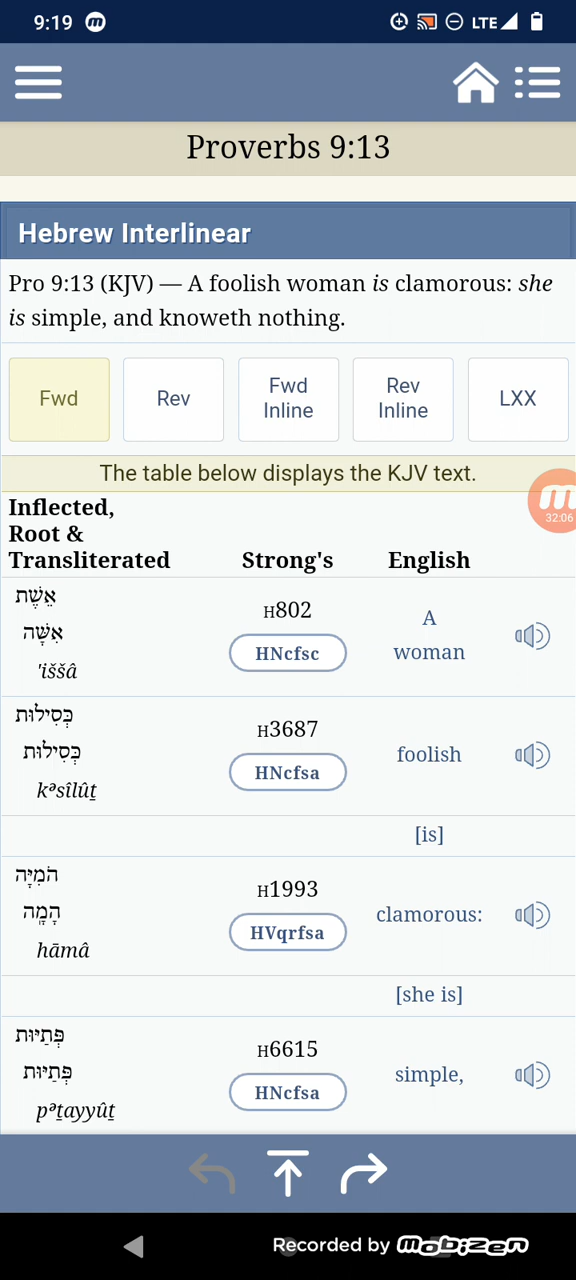 9:19 m LTE
Proverbs 9:13
Hebrew Interlinear
Pro 9:13 (KJV) — A foolish woman is clamorous: she
is simple, and knoweth nothing.
Fwd
Rev
Fwd
Inline
Rev
Inline
LXX
The table below displays the KJV text.
m
32:06
Inflected,
Root &
Transliterated
Strong's
English
אֵשֶׁת
אִשָּׁה
'iššâ
H802
HNcfsc
A
woman
כְּסִילוּת
כְּסִילוּת
kᵊsîlûṯ
H3687
HNcfsa
foolish
[is]
הֹמִיָּה
הָמָה
hāmâ
H1993
HVqrfsa
clamorous:
[she is]
פְּתַיּוּת
פְּתַיּוּת
pᵊṯayyûṯ
H6615
HNcfsa
simple,
Recorded by mobizen